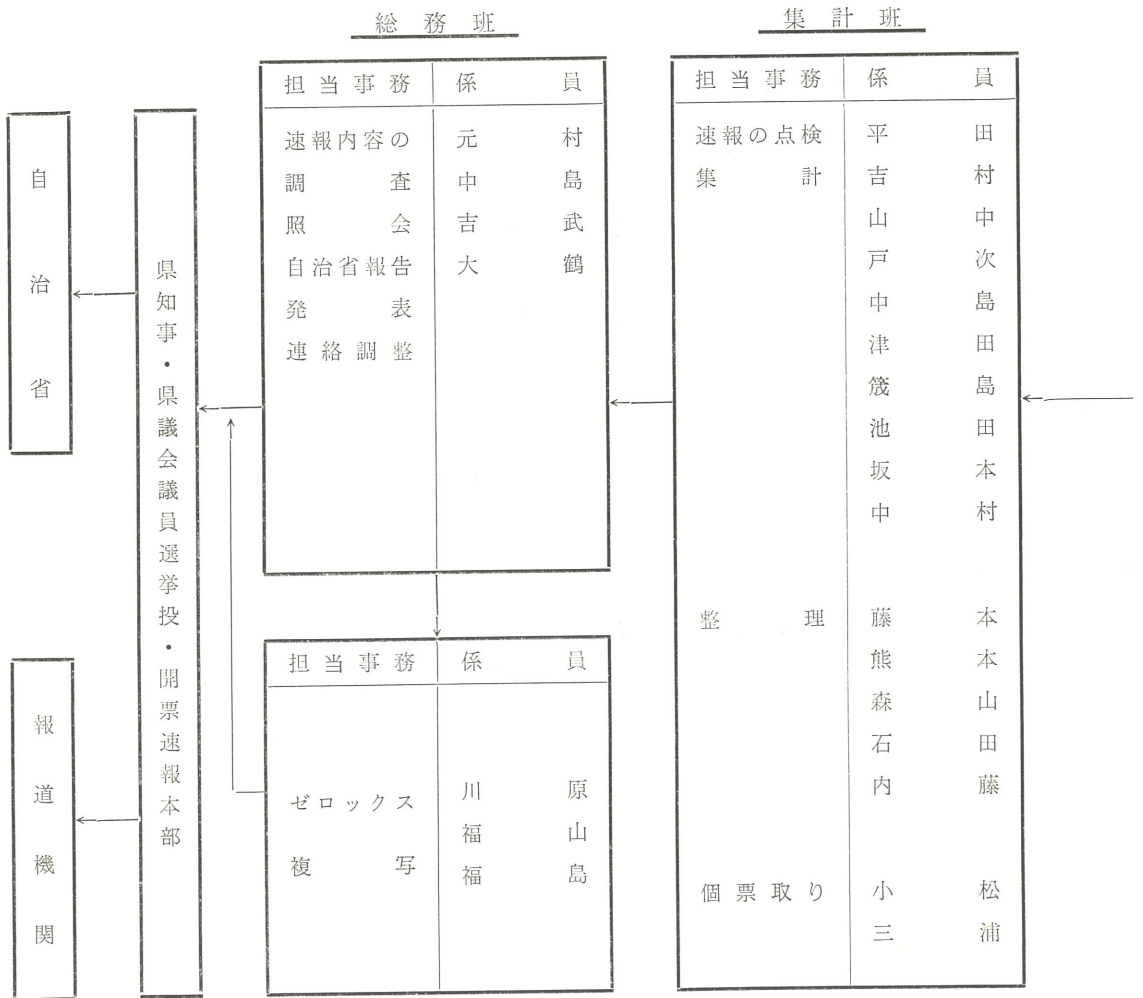 総務班
集計班
自治省
報道機関
県知事・県議会議員選挙投・開票速報本部
担当事務 係員
速報内容の 元村
調査 中島
照会 吉武
自治省報告 大鶴
発表
連絡調整
担当事務 係員
ゼロックス 川原
福山
複写 福島
担当事務 係員
速報の点検 平田
集計 吉村
山中
戸次
中島
津田
筬島
池田
坂本
中村
整理 藤本
熊本
森山
石田
内藤
個票取り 小松
三浦